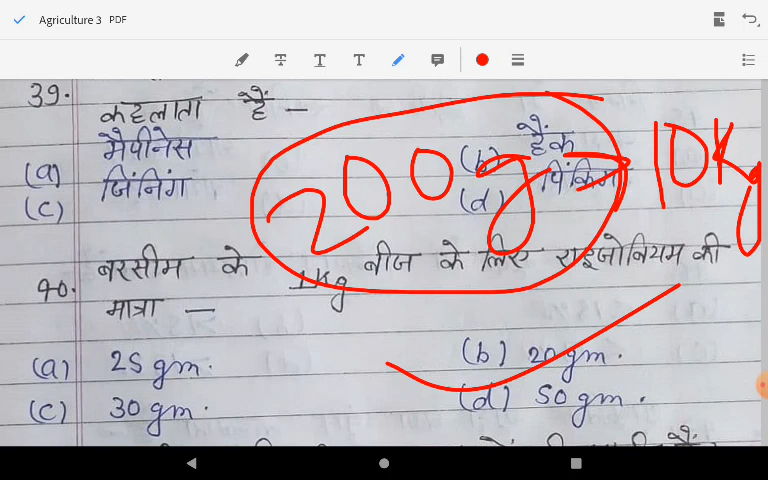 Agriculture 3 PDF
39.
कहलाता है —
(a) मैपीनेस (b) हैंक
(c) जिंनिंग (d) पिंकिंग
200g → 10Kg
40. बरसीम के 1Kg बीज के लिए राइजोबियम की
मात्रा —
(a) 25 gm. (b) 20 gm.
(c) 30 gm. (d) 50 gm.